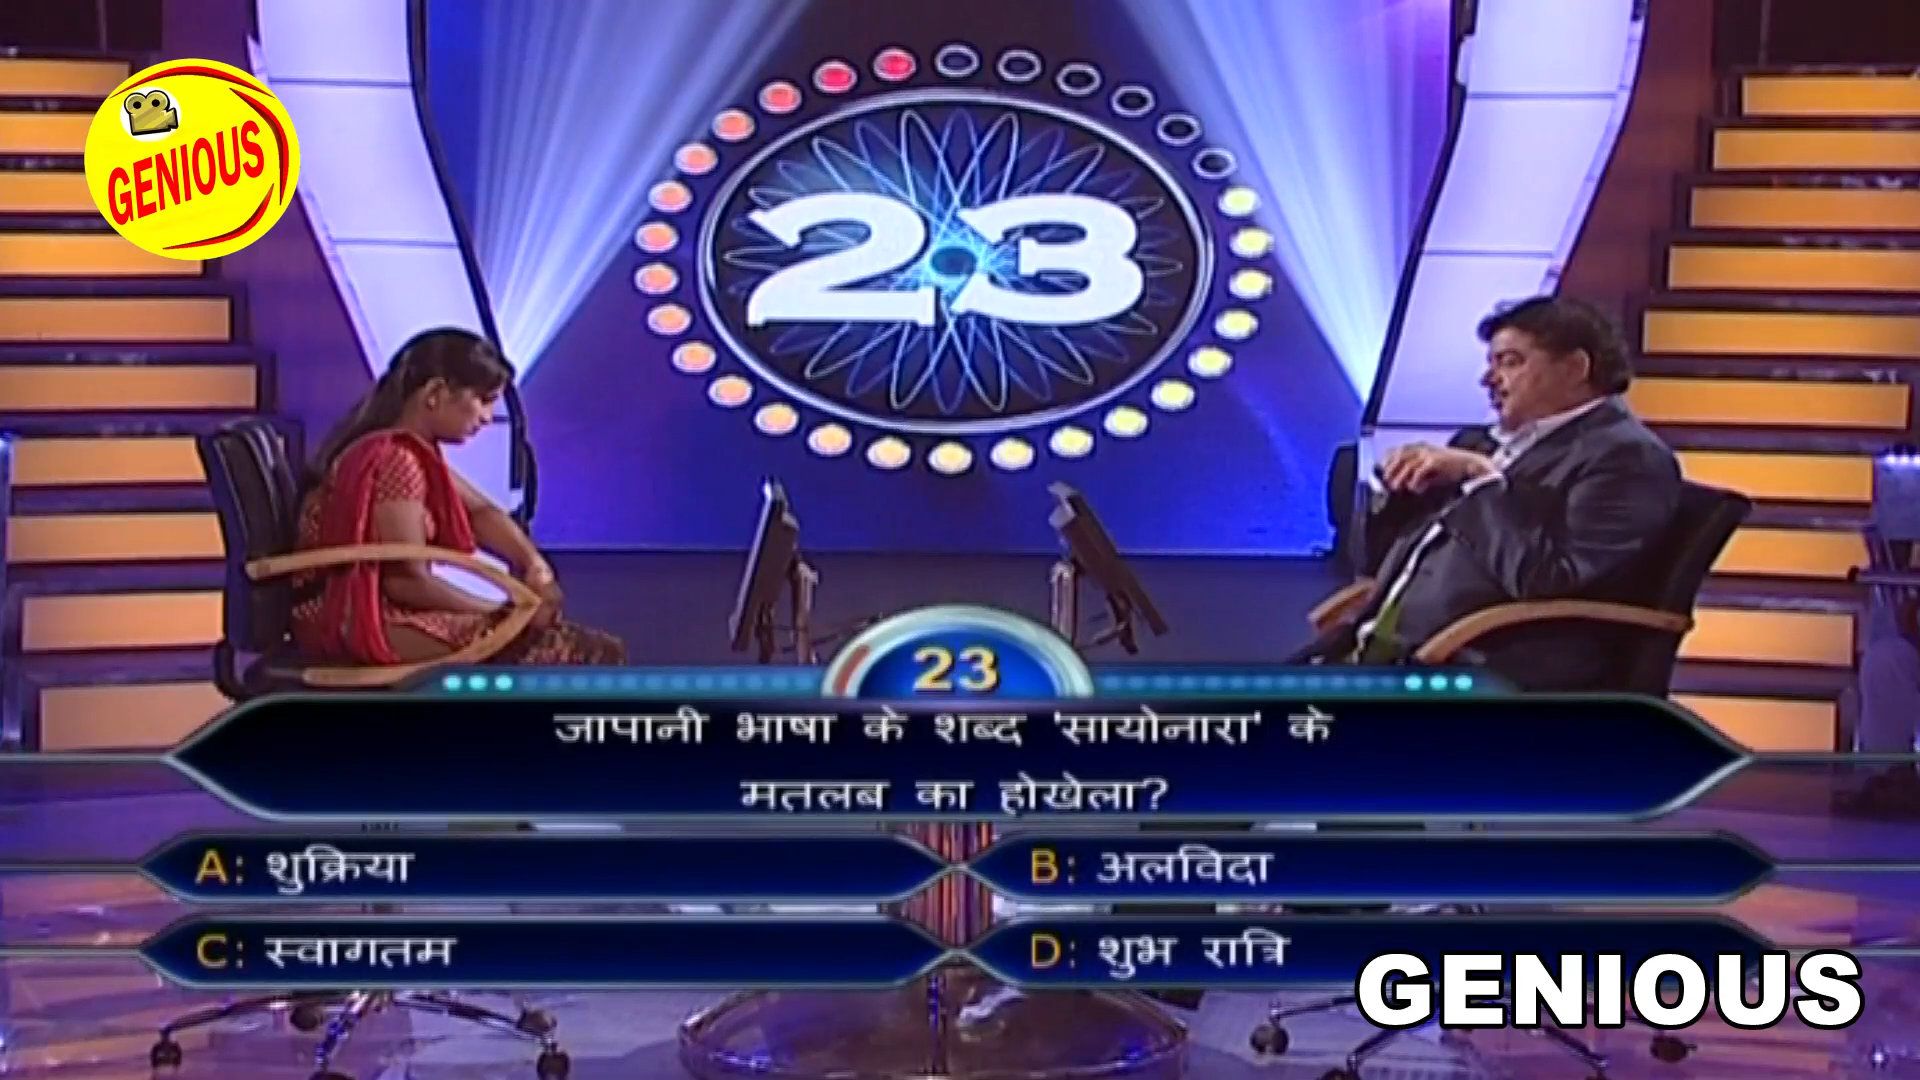 GENIOUS
23
23
जापानी भाषा के शब्द 'सायोनारा' के
मतलब का होखेला?
A: शुक्रिया
B: अलविदा
C: स्वागतम
D: शुभ रात्रि
GENIOUS